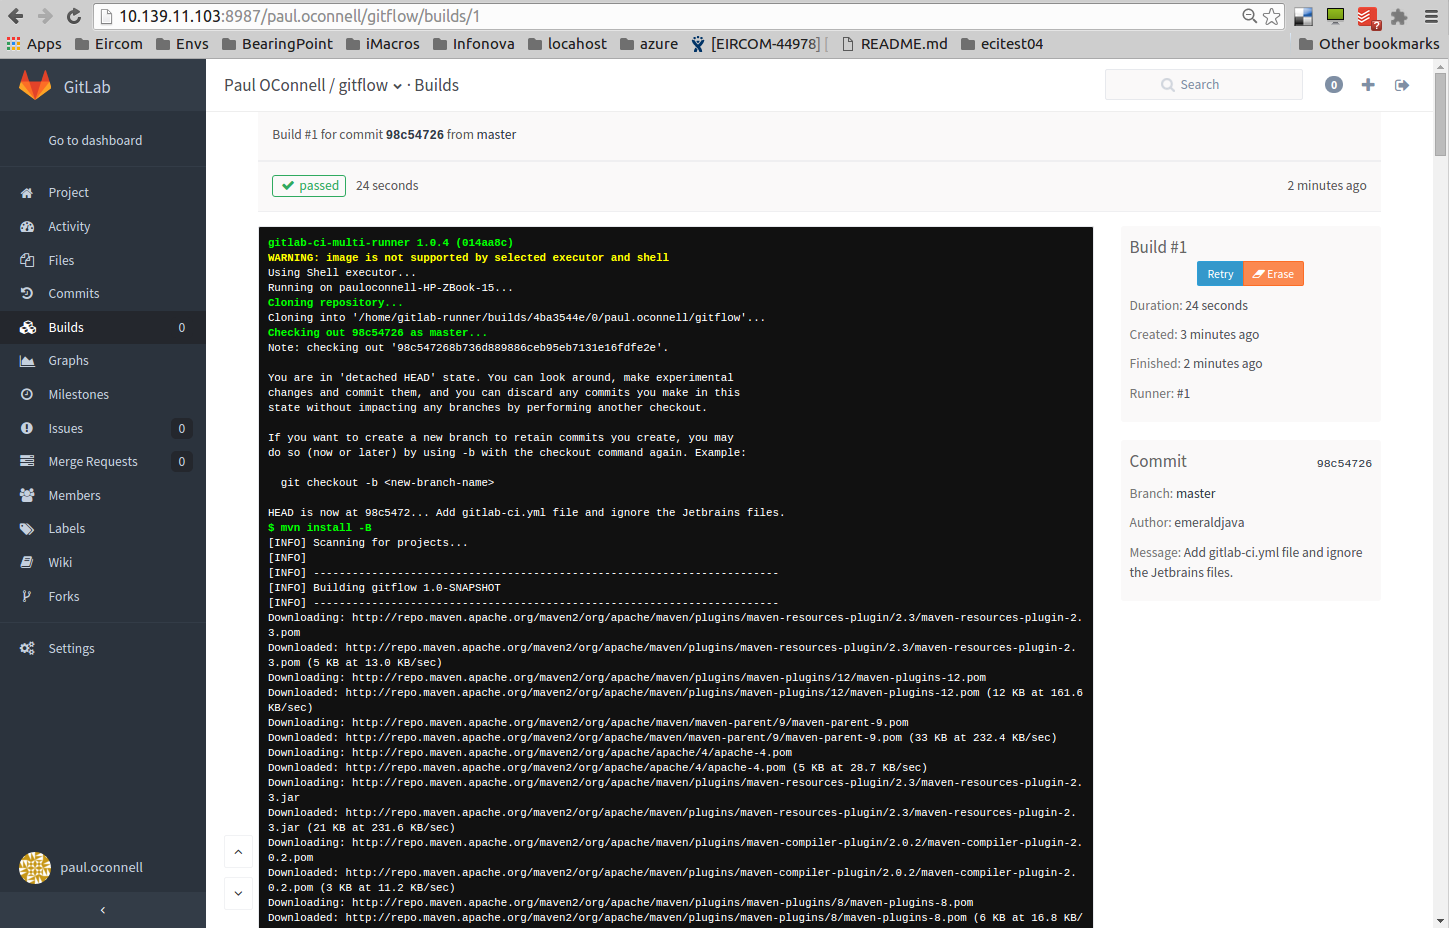 10.139.11.103:8987/paul.oconnell/gitflow/builds/1
Apps Eircom Envs BearingPoint iMacros Infonova locahost azure [EIRCOM-44978] [ README.md ecitest04 Other bookmarks
GitLab
Paul OConnell / gitflow · Builds
Search
0
Go to dashboard
Project
Activity
Files
Commits
Builds 0
Graphs
Milestones
Issues 0
Merge Requests 0
Members
Labels
Wiki
Forks
Settings
paul.oconnell
Build #1 for commit 98c54726 from master
passed 24 seconds 2 minutes ago
gitlab-ci-multi-runner 1.0.4 (014aa8c)
WARNING: image is not supported by selected executor and shell
Using Shell executor...
Running on pauloconnell-HP-ZBook-15...
Cloning repository...
Cloning into '/home/gitlab-runner/builds/4ba3544e/0/paul.oconnell/gitflow'...
Checking out 98c54726 as master...
Note: checking out '98c547268b736d889886ceb95eb7131e16fdfe2e'.
You are in 'detached HEAD' state. You can look around, make experimental
changes and commit them, and you can discard any commits you make in this
state without impacting any branches by performing another checkout.
If you want to create a new branch to retain commits you create, you may
do so (now or later) by using -b with the checkout command again. Example:
git checkout -b <new-branch-name>
HEAD is now at 98c5472... Add gitlab-ci.yml file and ignore the Jetbrains files.
$ mvn install -B
[INFO] Scanning for projects...
[INFO]
[INFO] ------------------------------------------------------------------------
[INFO] Building gitflow 1.0-SNAPSHOT
[INFO] ------------------------------------------------------------------------
Downloading: http://repo.maven.apache.org/maven2/org/apache/maven/plugins/maven-resources-plugin/2.3/maven-resources-plugin-2.
3.pom
Downloaded: http://repo.maven.apache.org/maven2/org/apache/maven/plugins/maven-resources-plugin/2.3/maven-resources-plugin-2.
3.pom (5 KB at 13.0 KB/sec)
Downloading: http://repo.maven.apache.org/maven2/org/apache/maven/plugins/maven-plugins/12/maven-plugins-12.pom
Downloaded: http://repo.maven.apache.org/maven2/org/apache/maven/plugins/maven-plugins/12/maven-plugins-12.pom (12 KB at 161.6
KB/sec)
Downloading: http://repo.maven.apache.org/maven2/org/apache/maven/maven-parent/9/maven-parent-9.pom
Downloaded: http://repo.maven.apache.org/maven2/org/apache/maven/maven-parent/9/maven-parent-9.pom (33 KB at 232.4 KB/sec)
Downloading: http://repo.maven.apache.org/maven2/org/apache/apache/4/apache-4.pom
Downloaded: http://repo.maven.apache.org/maven2/org/apache/apache/4/apache-4.pom (5 KB at 28.7 KB/sec)
Downloading: http://repo.maven.apache.org/maven2/org/apache/maven/plugins/maven-resources-plugin/2.3/maven-resources-plugin-2.
3.jar
Downloaded: http://repo.maven.apache.org/maven2/org/apache/maven/plugins/maven-resources-plugin/2.3/maven-resources-plugin-2.
3.jar (21 KB at 231.6 KB/sec)
Downloading: http://repo.maven.apache.org/maven2/org/apache/maven/plugins/maven-compiler-plugin/2.0.2/maven-compiler-plugin-2.
0.2.pom
Downloaded: http://repo.maven.apache.org/maven2/org/apache/maven/plugins/maven-compiler-plugin/2.0.2/maven-compiler-plugin-2.
0.2.pom (3 KB at 11.2 KB/sec)
Downloading: http://repo.maven.apache.org/maven2/org/apache/maven/plugins/maven-plugins/8/maven-plugins-8.pom
Downloaded: http://repo.maven.apache.org/maven2/org/apache/maven/plugins/maven-plugins/8/maven-plugins-8.pom (6 KB at 16.8 KB/
Build #1
Retry Erase
Duration: 24 seconds
Created: 3 minutes ago
Finished: 2 minutes ago
Runner: #1
Commit 98c54726
Branch: master
Author: emeraldjava
Message: Add gitlab-ci.yml file and ignore
the Jetbrains files.